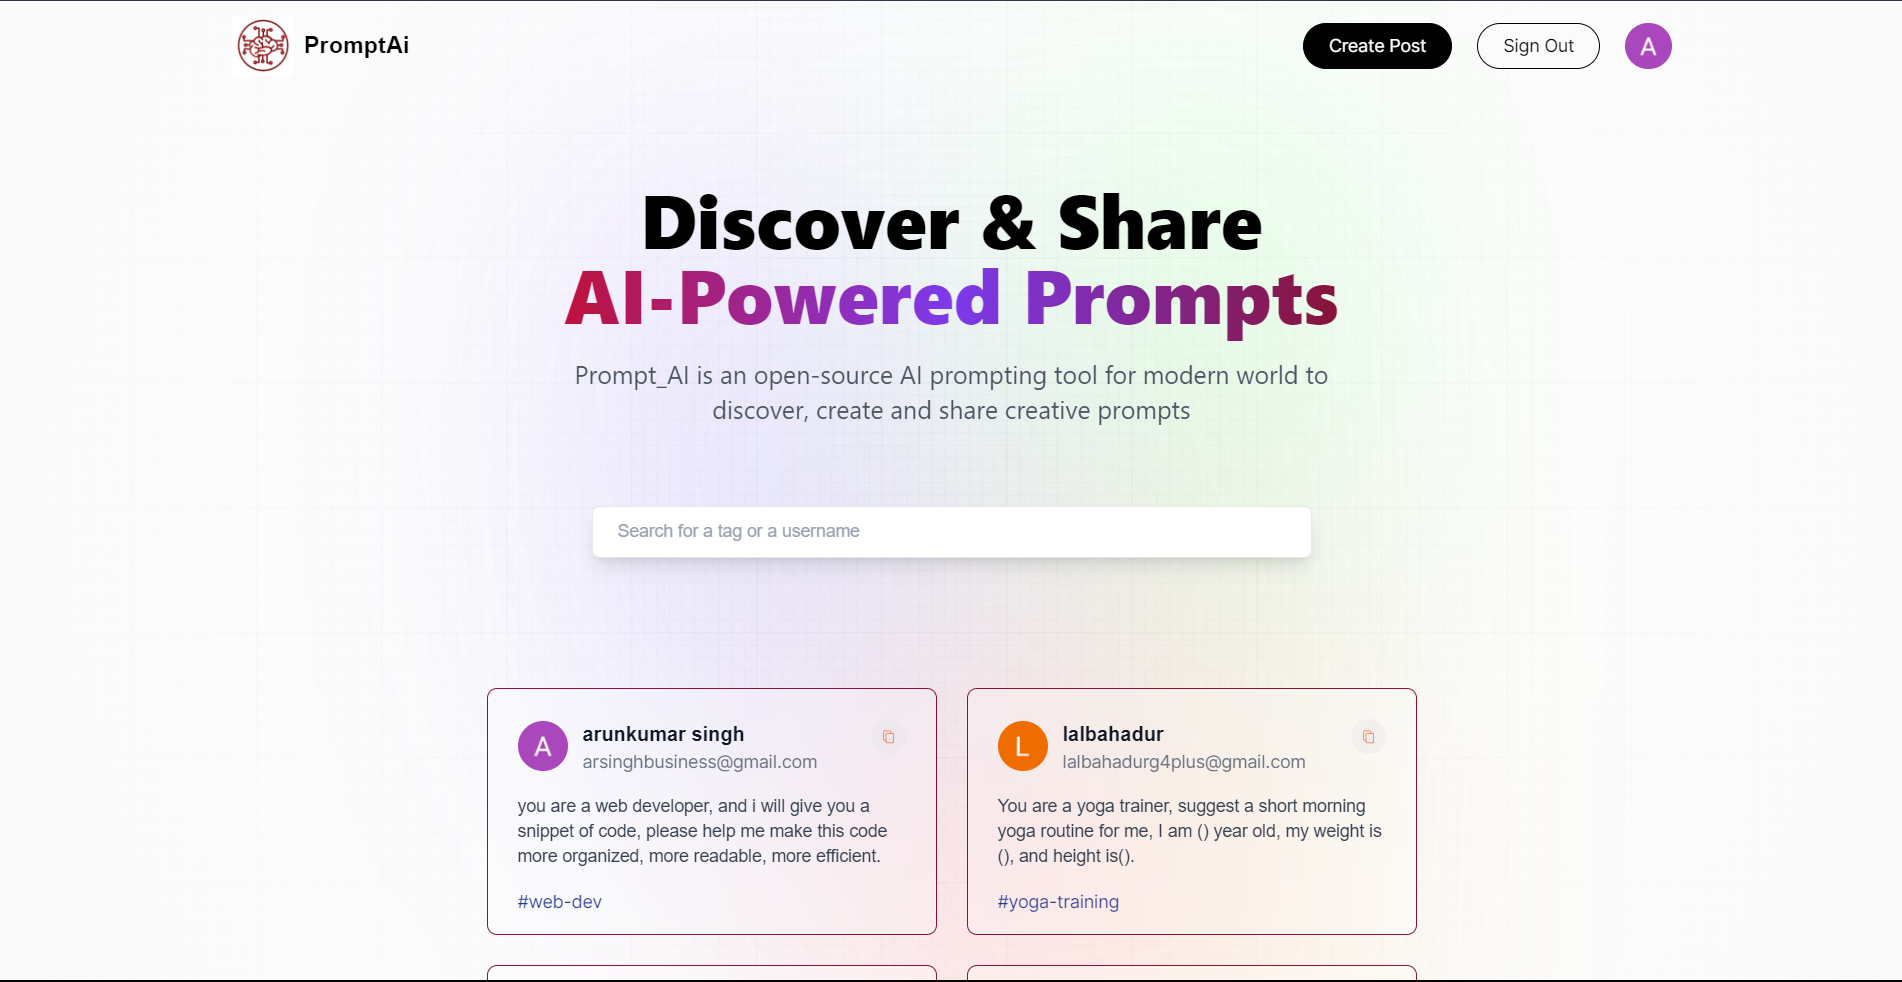 PromptAi
Create Post
Sign Out
A
Discover & Share
AI-Powered Prompts
Prompt_AI is an open-source AI prompting tool for modern world to
discover, create and share creative prompts
Search for a tag or a username
A
arunkumar singh
arsinghbusiness@gmail.com
you are a web developer, and i will give you a
snippet of code, please help me make this code
more organized, more readable, more efficient.
#web-dev
L
lalbahadur
lalbahadurg4plus@gmail.com
You are a yoga trainer, suggest a short morning
yoga routine for me, I am () year old, my weight is
(), and height is().
#yoga-training